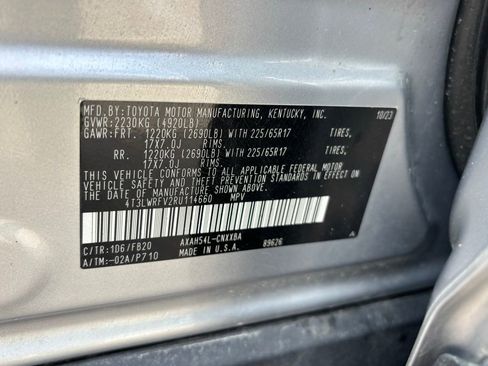 MFD.BY:TOYOTA MOTOR MANUFACTURING, KENTUCKY, INC. 10/23
GVWR:2230KG (4920LB)
GAWR:FRT. 1220KG (2690LB) WITH 225/65R17 TIRES,
17X7.0J RIMS.
RR. 1220KG (2690LB) WITH 225/65R17 TIRES,
17X7.0J RIMS.
THIS VEHICLE CONFORMS TO ALL APPLICABLE FEDERAL MOTOR
VEHICLE SAFETY STANDARDS IN EFFECT ON THE DATE OF
MANUFACTURE SHOWN ABOVE.
4T3LWRFV2RU114660 MPV
C/TR:1D6/FB20 AXAH54L-CNXXBA A
A/TM:-02A/P710 MADE IN U.S.A. 89626